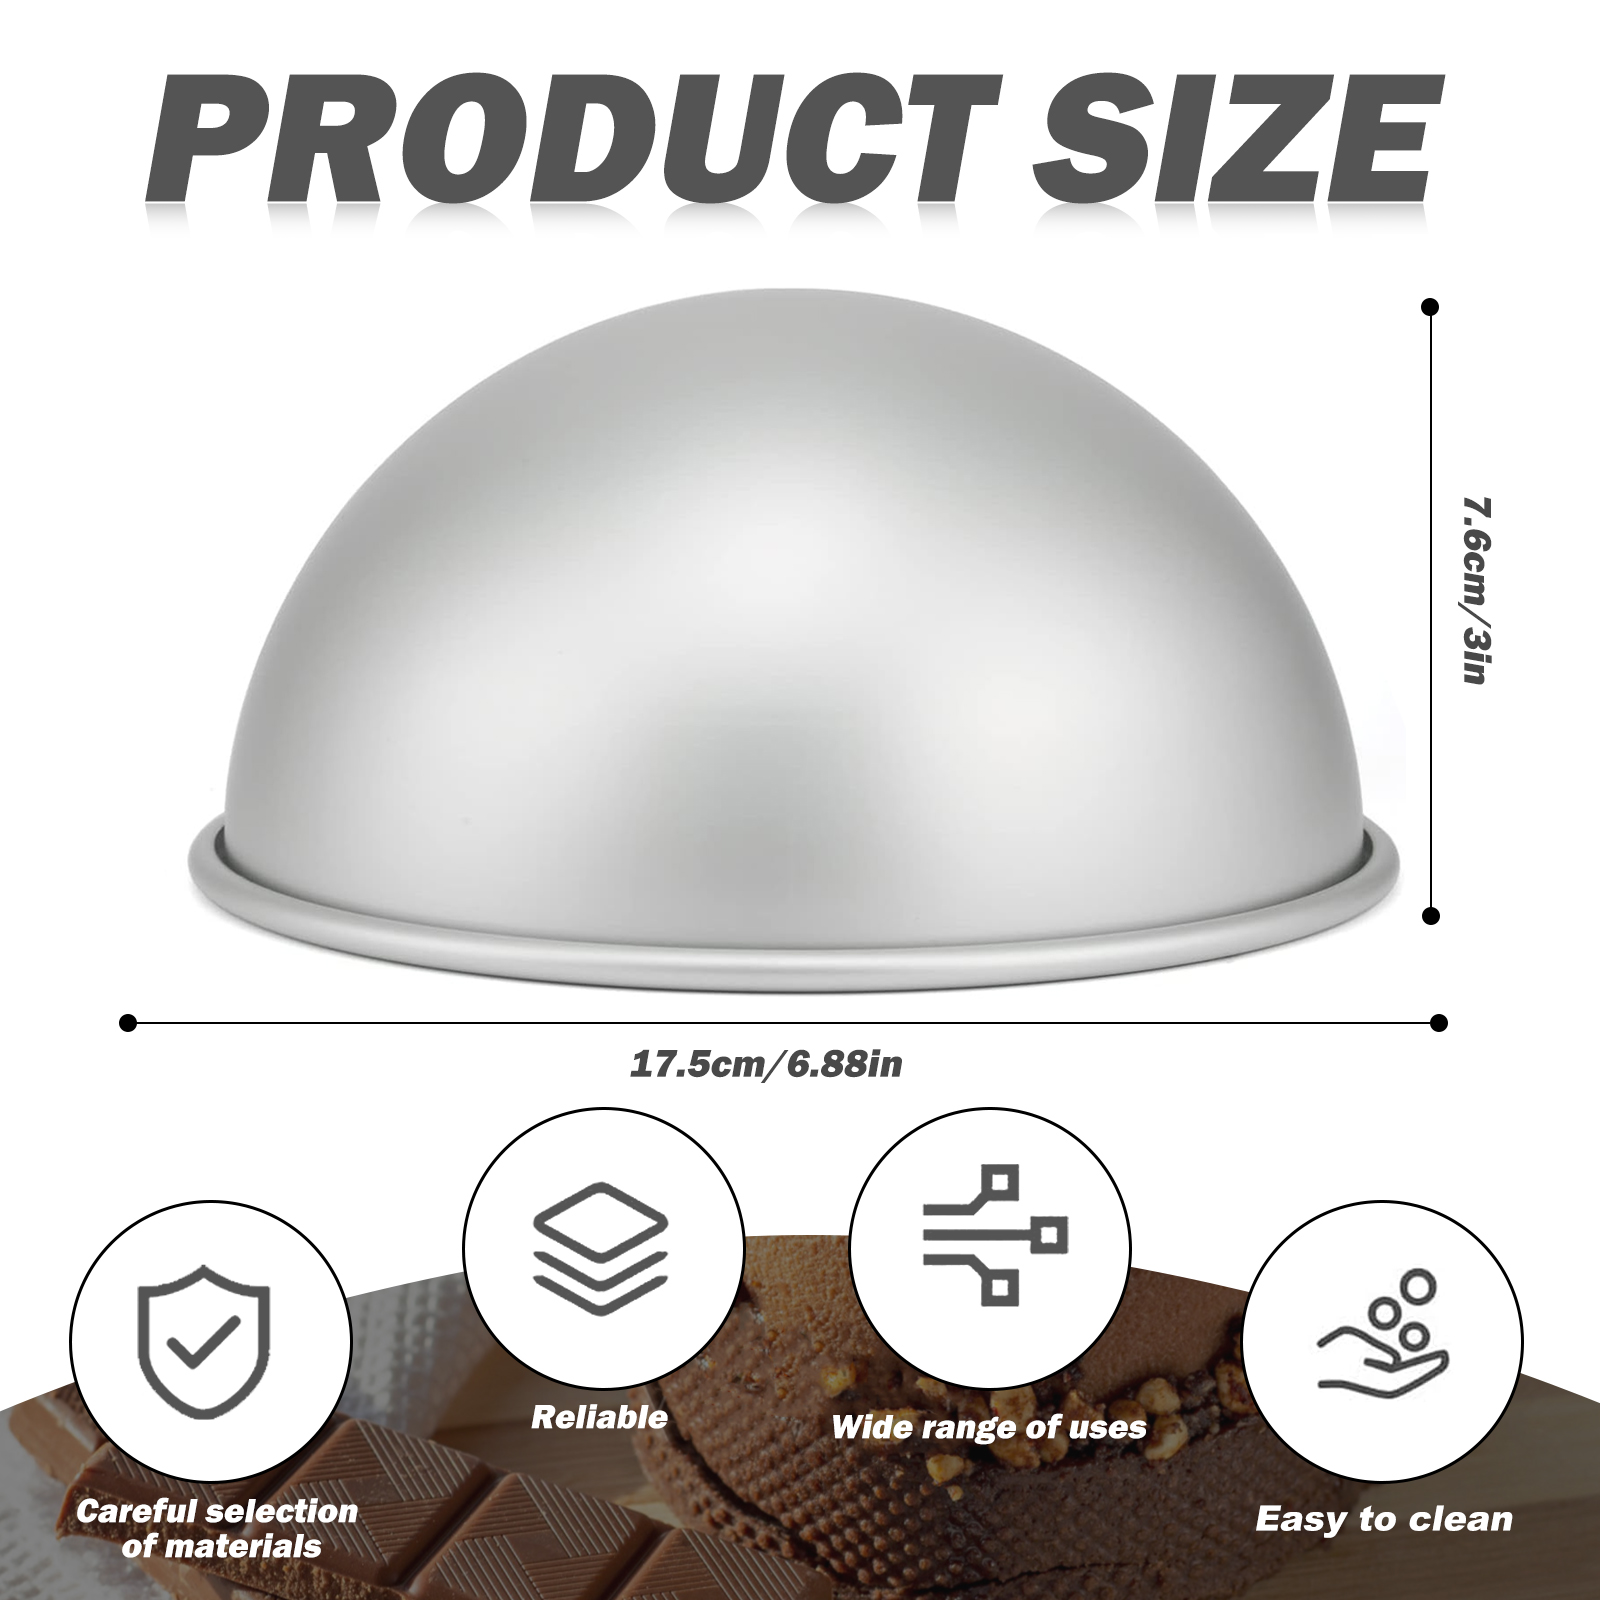 PRODUCT SIZE
7.6cm/3in
17.5cm/6.88in
Reliable
Wide range of uses
Careful selection
of materials
Easy to clean